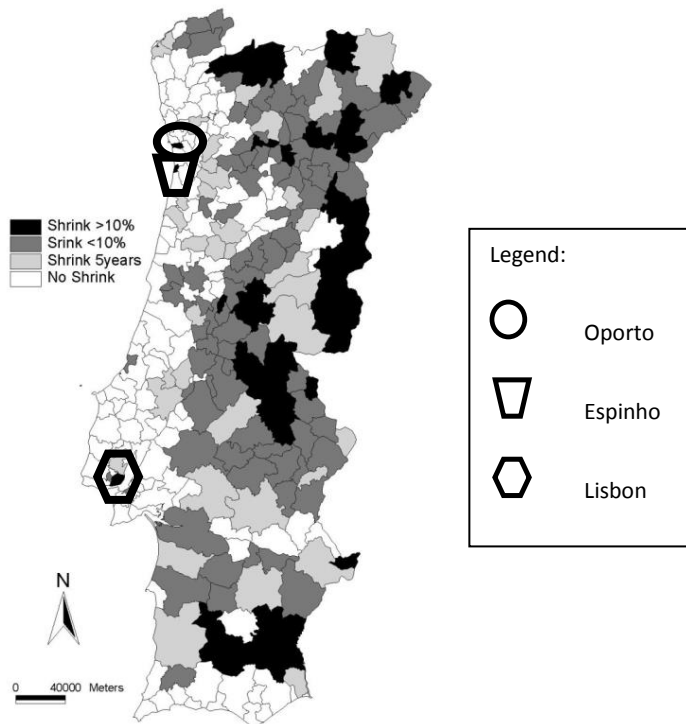 Shrink >10%
Srink <10%
Shrink 5years
No Shrink
N
0 40000 Meters
Legend:
Oporto
Espinho
Lisbon